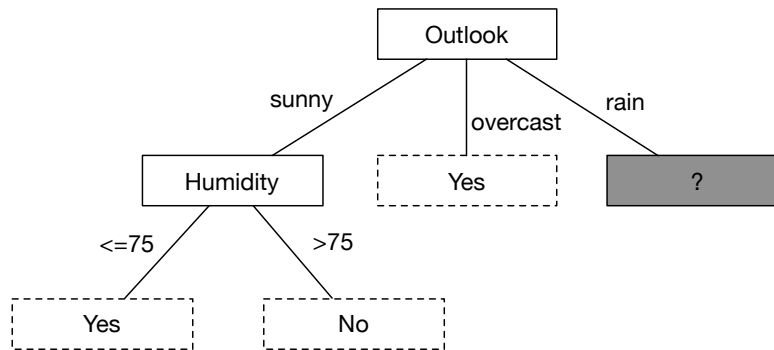 Outlook
sunny
overcast
rain
Humidity
Yes
?
<=75
>75
Yes
No